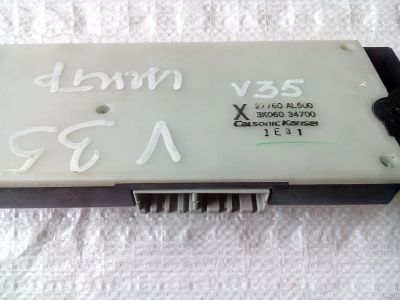 V35
X 27760 AL500
3K060 34700
Calsonic Kansei
1E31
V 35